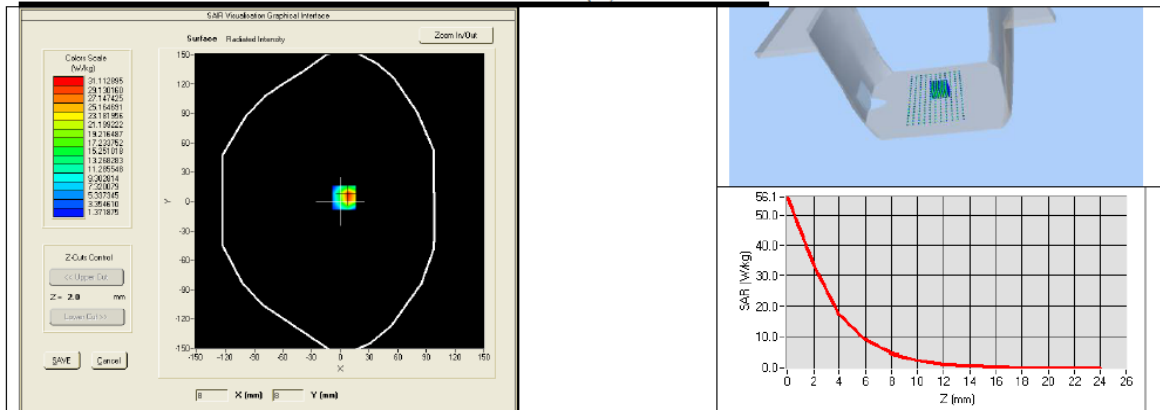 SAR Visualisation Graphical Interface
Surface Radiated Intensity
Zoom In/Out
Colors Scale
(W/kg)
31.112895
29.130160
27.147425
25.164691
23.181956
21.199222
19.216487
17.233752
15.251018
13.268283
11.285548
9.302814
7.320079
5.337345
3.354610
1.371875
Z-Cuts Control
<< Upper Cut
Z = 2.0 mm
Lower Cut >>
SAVE Cancel
150-
120-
90-
60-
30-
0-
-30-
-60-
-90-
-120-
-150-
Y
-150 -120 -90 -60 -30 0 30 60 90 120 150
X
8 X (mm) 8 Y (mm)
56.1-
50.0-
40.0-
30.0-
20.0-
10.0-
0.0-
SAR (W/kg)
0 2 4 6 8 10 12 14 16 18 20 22 24 26
Z (mm)